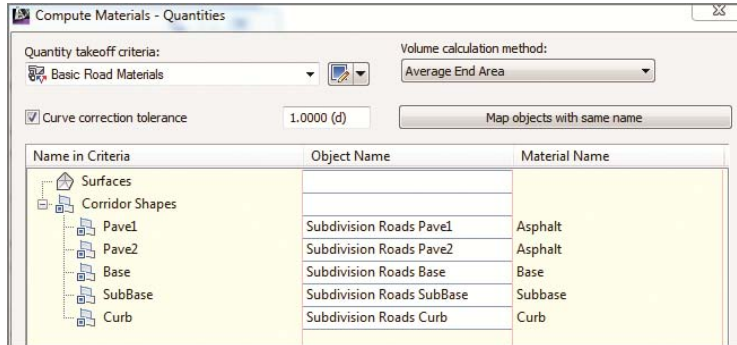 Compute Materials - Quantities
Quantity takeoff criteria:
Volume calculation method:
Basic Road Materials
Average End Area
Curve correction tolerance 1.0000 (d) Map objects with same name
Name in Criteria Object Name Material Name
Surfaces
Corridor Shapes
Pave1 Subdivision Roads Pave1 Asphalt
Pave2 Subdivision Roads Pave2 Asphalt
Base Subdivision Roads Base Base
SubBase Subdivision Roads SubBase Subbase
Curb Subdivision Roads Curb Curb